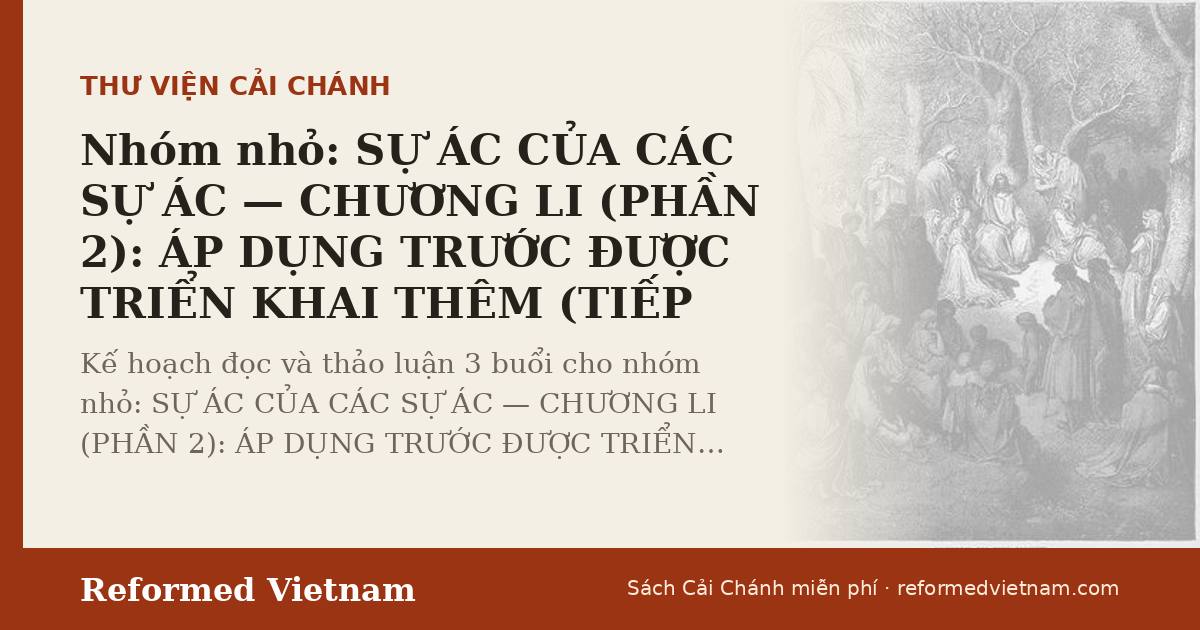 THƯ VIỆN CẢI CHÁNH
Nhóm nhỏ: SỰ ÁC CỦA CÁC
SỰ ÁC — CHƯƠNG LI (PHẦN
2): ÁP DỤNG TRƯỚC ĐƯỢC
TRIỂN KHAI THÊM (TIẾP
Kế hoạch đọc và thảo luận 3 buổi cho nhóm
nhỏ: SỰ ÁC CỦA CÁC SỰ ÁC — CHƯƠNG LI
(PHẦN 2): ÁP DỤNG TRƯỚC ĐƯỢC TRIỂN...
Reformed Vietnam
Sách Cải Chánh miễn phí · reformedvietnam.com